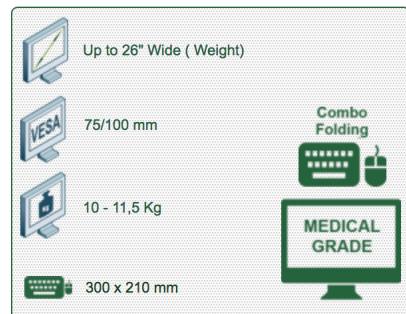 Up to 26" Wide ( Weight)
VESA
75/100 mm
Combo
Folding
10 - 11,5 Kg
MEDICAL
GRADE
300 x 210 mm